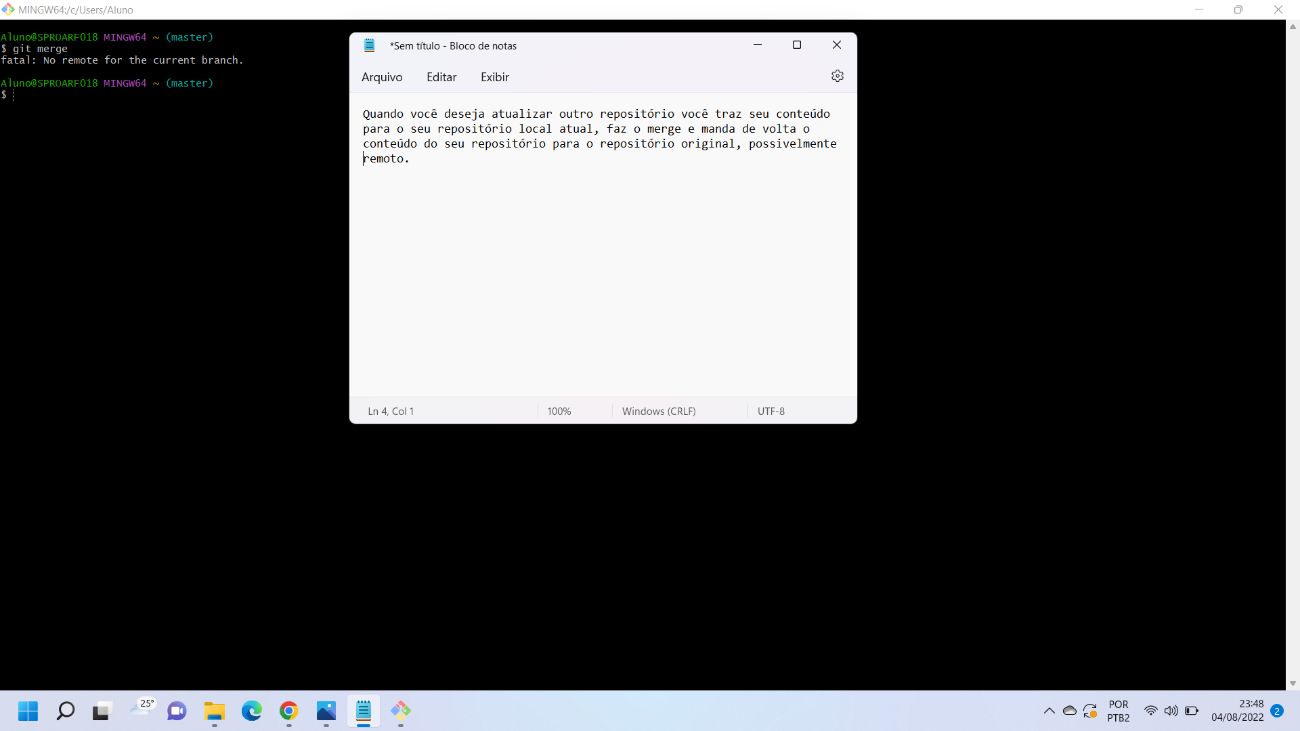 MINGW64:/c/Users/Aluno
Aluno@SPROARF018 MINGW64 ~ (master)
$ git merge
fatal: No remote for the current branch.
Aluno@SPROARF018 MINGW64 ~ (master)
$
*Sem título - Bloco de notas
Arquivo Editar Exibir
Quando você deseja atualizar outro repositório você traz seu conteúdo
para o seu repositório local atual, faz o merge e manda de volta o
conteúdo do seu repositório para o repositório original, possivelmente
remoto.
Ln 4, Col 1 100% Windows (CRLF) UTF-8
25°
POR
PTB2
23:48
04/08/2022
2